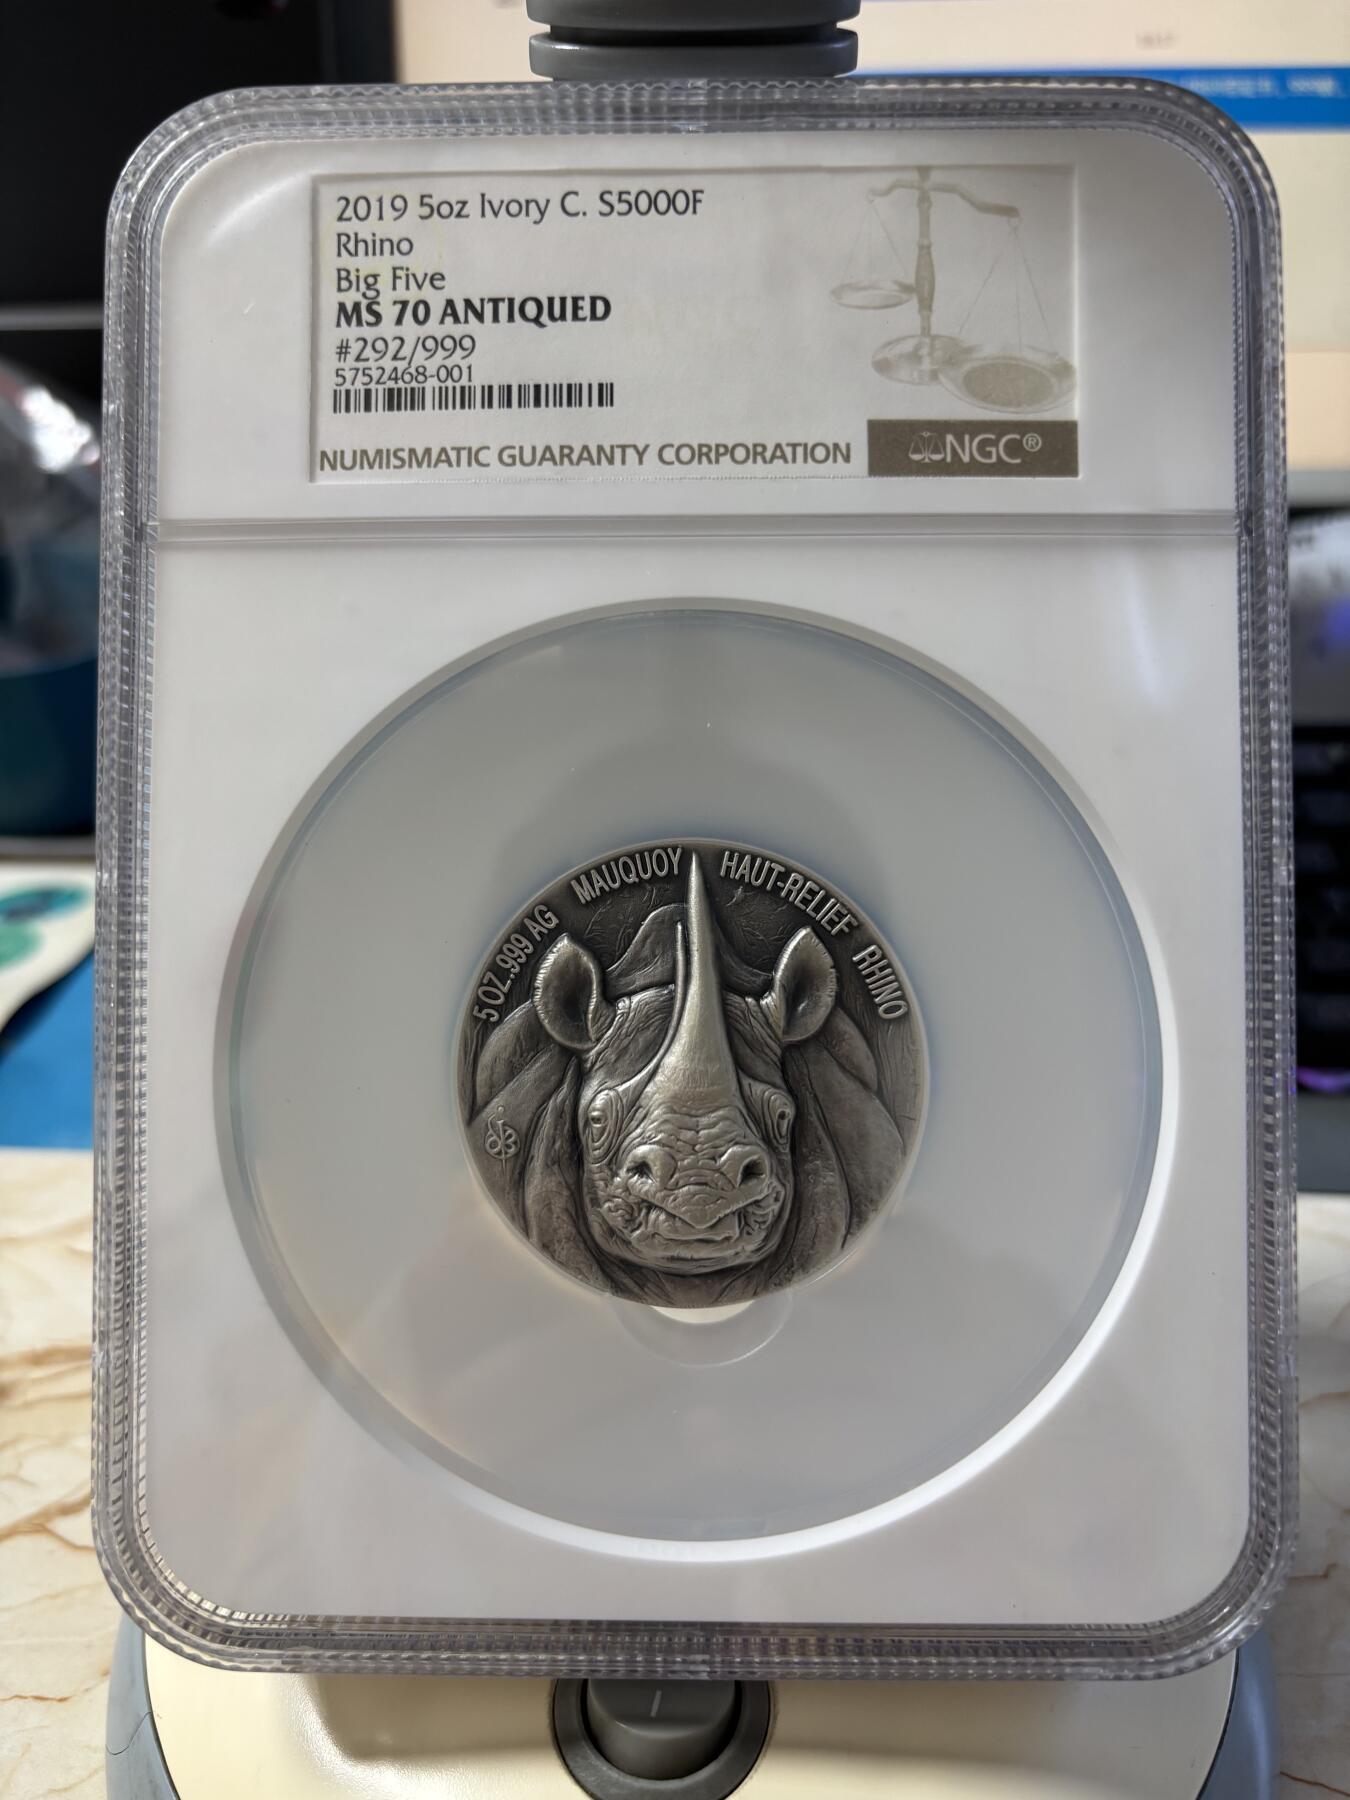 2019 5oz Ivory C. S5000F
Rhino
Big Five
MS 70 ANTIQUED
#292/999
5752468-001
NUMISMATIC GUARANTY CORPORATION
NGC®
5 OZ.999 AG MAUQUOY HAUT-RELIEF RHINO